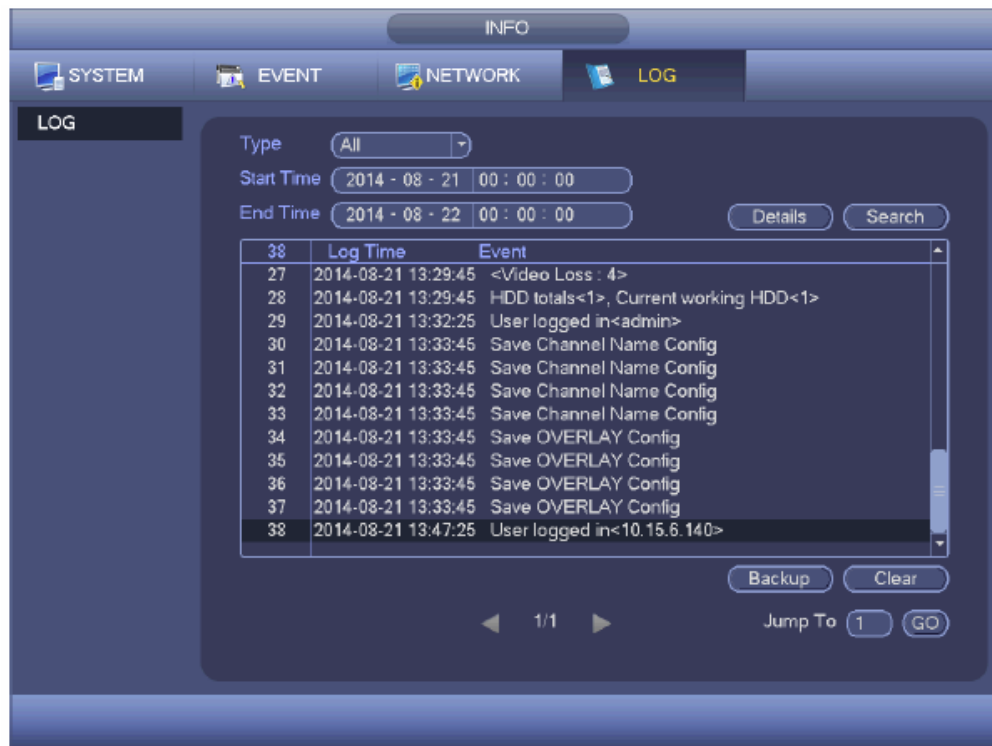 INFO
SYSTEM EVENT NETWORK LOG
LOG
Type All
Start Time 2014 - 08 - 21 00 : 00 : 00
End Time 2014 - 08 - 22 00 : 00 : 00
Details Search
38 Log Time Event
27 2014-08-21 13:29:45 <Video Loss : 4>
28 2014-08-21 13:29:45 HDD totals<1>, Current working HDD<1>
29 2014-08-21 13:32:25 User logged in<admin>
30 2014-08-21 13:33:45 Save Channel Name Config
31 2014-08-21 13:33:45 Save Channel Name Config
32 2014-08-21 13:33:45 Save Channel Name Config
33 2014-08-21 13:33:45 Save Channel Name Config
34 2014-08-21 13:33:45 Save OVERLAY Config
35 2014-08-21 13:33:45 Save OVERLAY Config
36 2014-08-21 13:33:45 Save OVERLAY Config
37 2014-08-21 13:33:45 Save OVERLAY Config
38 2014-08-21 13:47:25 User logged in<10.15.6.140>
Backup Clear
1/1 Jump To 1 GO